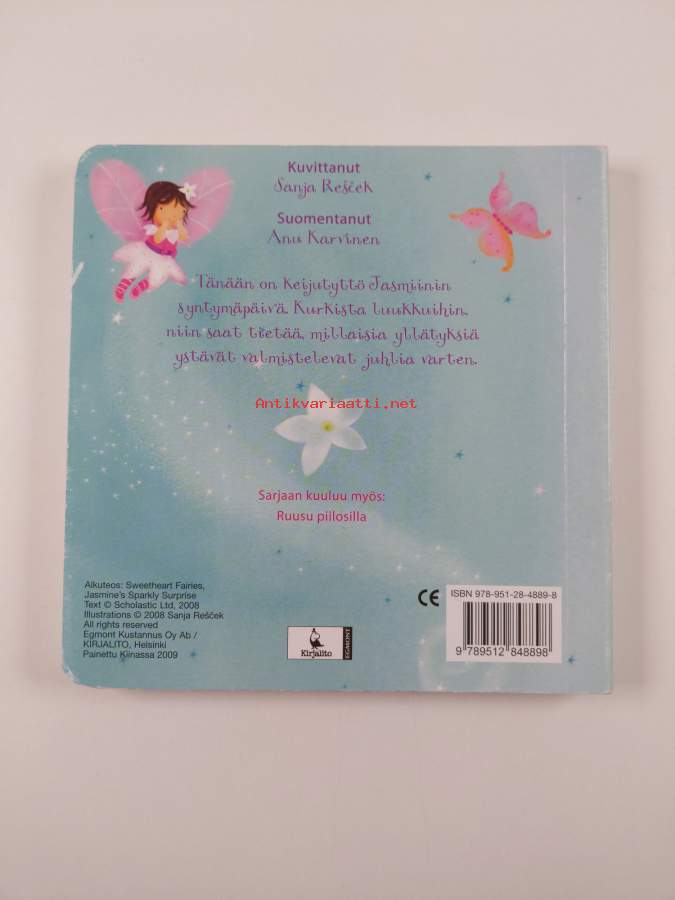 Kuvittanut
Sanja Rešček
Suomentanut
Anu Karvinen
Tänään on keijutyttö Jasmiinin
syntymäpäivä. Kurkista luukkuihin,
niin saat tietää, millaisia yllätyksiä
ystävät valmistelevat juhlia varten.
Antikvariaatti.net
Sarjaan kuuluu myös:
Ruusu piilosilla
Alkuteos: Sweetheart Fairies,
Jasmine's Sparkly Surprise
Text © Scholastic Ltd, 2008
Illustrations © 2008 Sanja Rešček
All rights reserved
Egmont Kustannus Oy Ab /
KIRJALITO, Helsinki
Painettu Kiinassa 2009
Kirjalito
EGMONT
CE
ISBN 978-951-28-4889-8
9 789512 848898